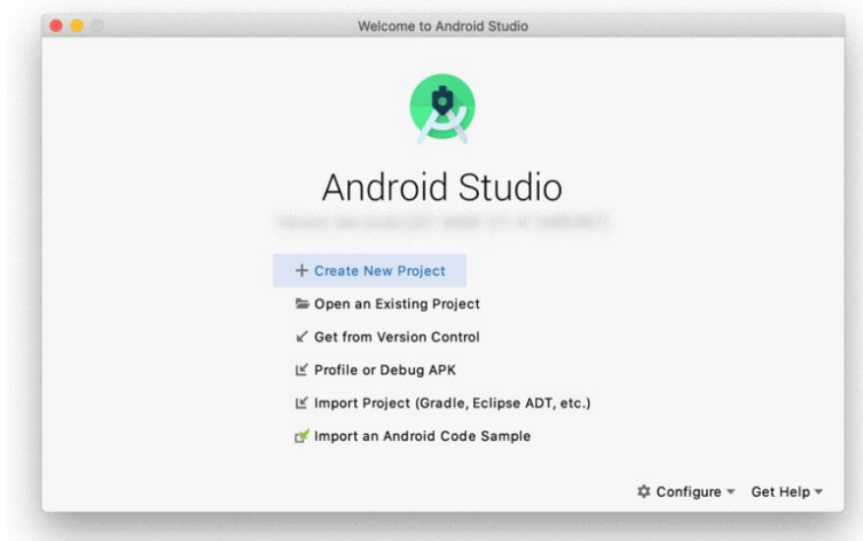 Welcome to Android Studio
Android Studio
Create New Project
Open an Existing Project
Get from Version Control
Profile or Debug APK
Import Project (Gradle, Eclipse ADT, etc.)
Import an Android Code Sample
Configure Get Help